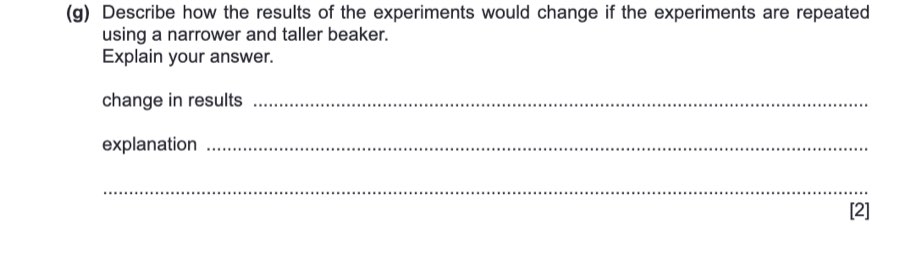 (g) Describe how the results of the experiments would change if the experiments are repeated
using a narrower and taller beaker.
Explain your answer.
change in results ................................................................................................
explanation ................................................................................................
................................................................................................
[2]